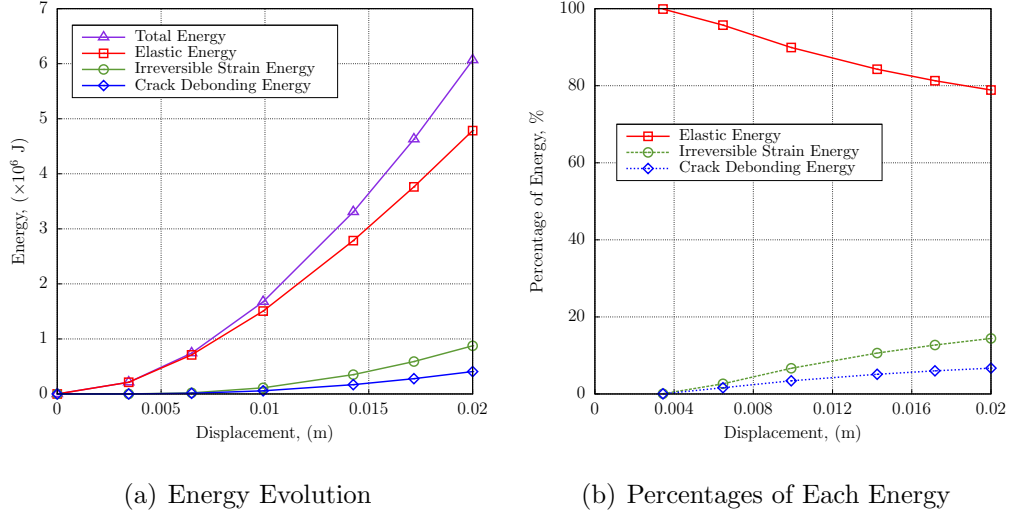 7
6
5
4
3
2
1
0
Energy, (×10⁶ J)
Total Energy
Elastic Energy
Irreversible Strain Energy
Crack Debonding Energy
0
0.005
0.01
0.015
0.02
Displacement, (m)
(a) Energy Evolution
100
80
60
40
20
0
Percentage of Energy, %
Elastic Energy
Irreversible Strain Energy
Crack Debonding Energy
0
0.004
0.008
0.012
0.016
0.02
Displacement, (m)
(b) Percentages of Each Energy